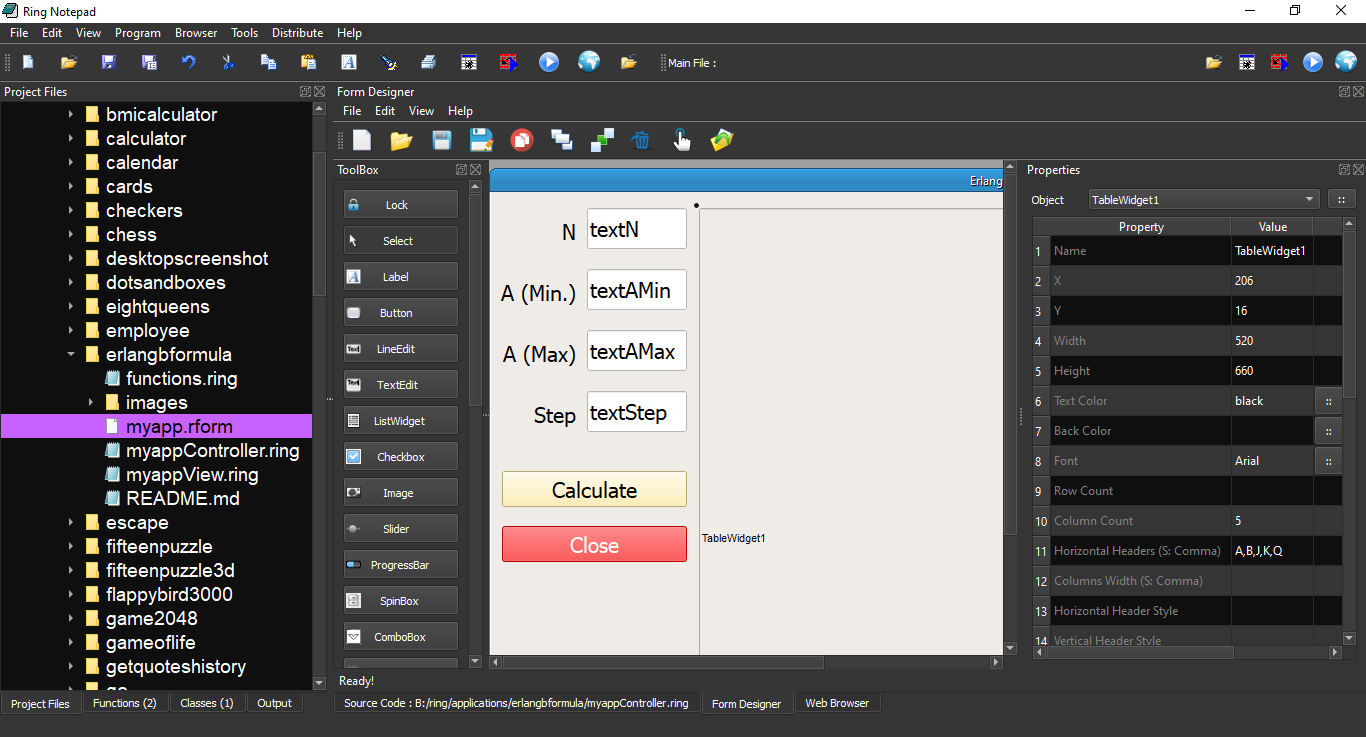 Ring Notepad
File Edit View Program Browser Tools Distribute Help
Main File :
Project Files
bmicalculator
calculator
calendar
cards
checkers
chess
desktopscreenshot
dotsandboxes
eightqueens
employee
erlangbformula
functions.ring
images
myapp.rform
myappController.ring
myappView.ring
README.md
escape
fifteenpuzzle
fifteenpuzzle3d
flappybird3000
game2048
gameoflife
getquoteshistory
Project Files Functions (2) Classes (1) Output
Form Designer
File Edit View Help
ToolBox
Lock
Select
Label
Button
LineEdit
TextEdit
ListWidget
Checkbox
Image
Slider
ProgressBar
SpinBox
ComboBox
Erlang
N textN
A (Min.) textAMin
A (Max) textAMax
Step textStep
Calculate
Close
TableWidget1
Properties
Object TableWidget1 ::
Property Value
1 Name TableWidget1
2 X 206
3 Y 16
4 Width 520
5 Height 660
6 Text Color black ::
7 Back Color ::
8 Font Arial ::
9 Row Count
10 Column Count 5
11 Horizontal Headers (S: Comma) A,B,J,K,Q
12 Columns Width (S: Comma)
13 Horizontal Header Style
14 Vertical Header Style
Ready!
Source Code : B:/ring/applications/erlangbformula/myappController.ring Form Designer Web Browser